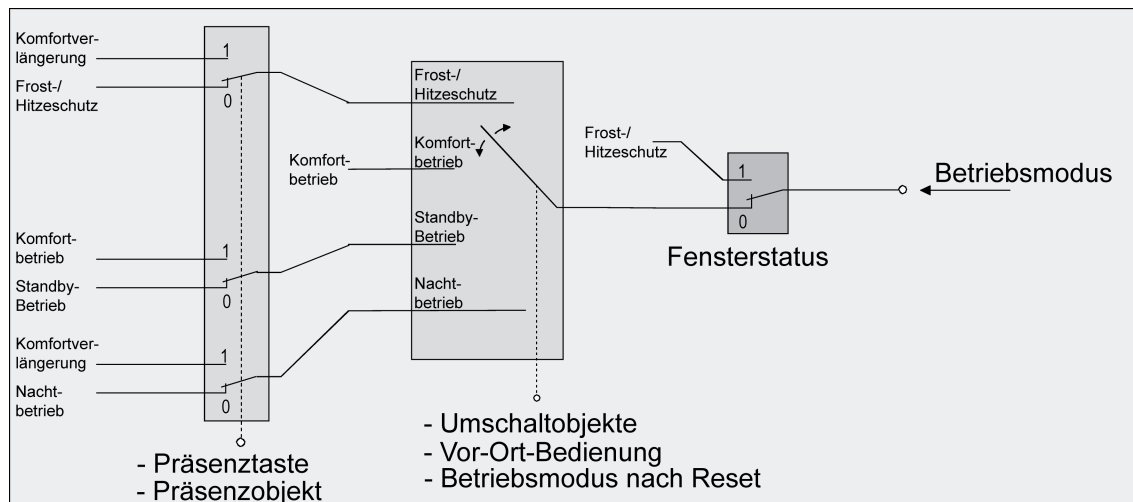 Komfortver-
längerung
1
Frost-/
Hitzeschutz
0
Komfort-
betrieb
1
Standby-
Betrieb
0
Komfortver-
längerung
1
Nacht-
betrieb
0
- Präsenztaste
- Präsenzobjekt
Frost-/
Hitzeschutz
Komfort-
betrieb
Komfort-
betrieb
Standby-
Betrieb
Nacht-
betrieb
- Umschaltobjekte
- Vor-Ort-Bedienung
- Betriebsmodus nach Reset
Frost-/
Hitzeschutz
1
0
Fensterstatus
Betriebsmodus